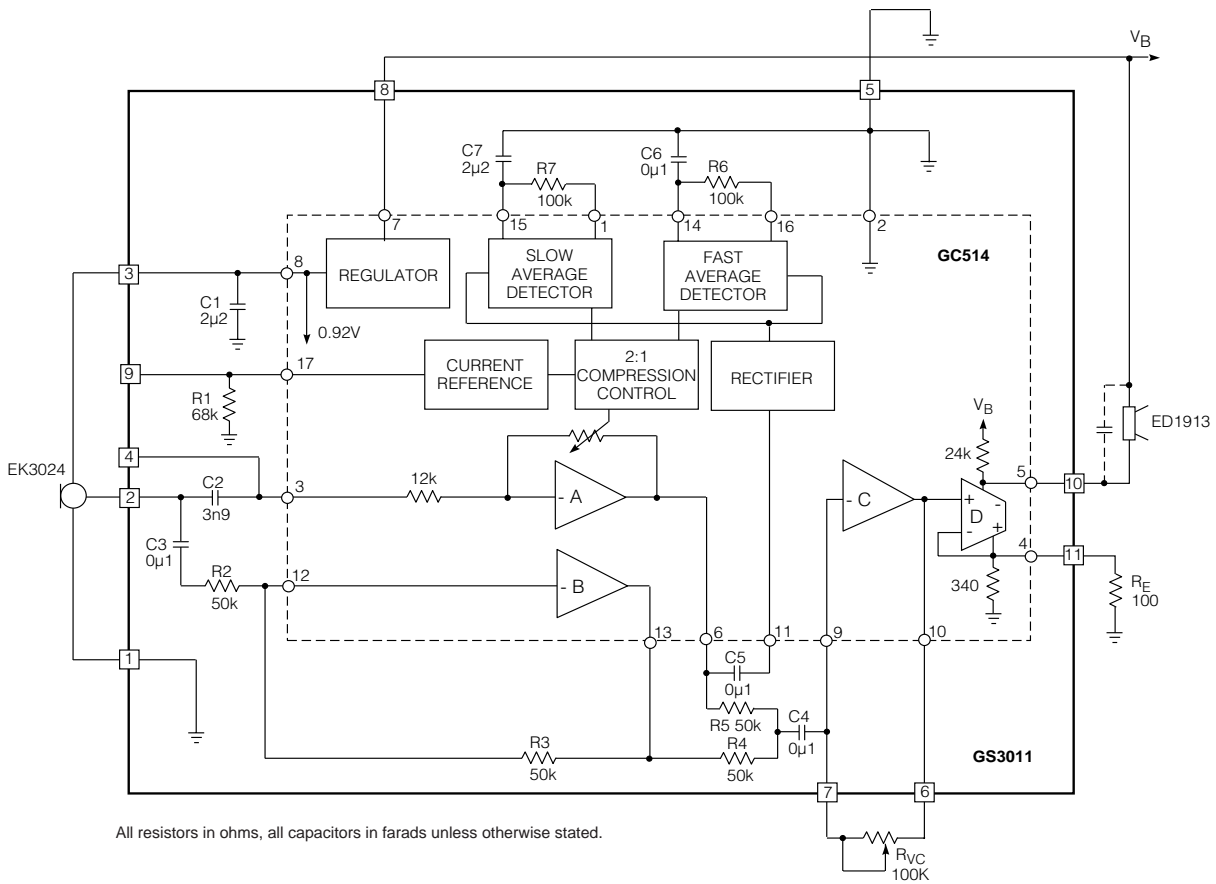 5
V_B
8
C7
2µ2
R7
100k
C6
0µ1
R6
100k
7
15
1
14
16
2
GC514
REGULATOR
SLOW
AVERAGE
DETECTOR
FAST
AVERAGE
DETECTOR
3
8
C1
2µ2
0.92V
9
17
R1
68k
CURRENT
REFERENCE
2:1
COMPRESSION
CONTROL
RECTIFIER
V_B
24k
ED1913
4
EK3024
2
C2
3n9
3
12k
- A
- C
+
-
D
-
+
5
10
4
11
C3
0µ1
R2
50k
12
- B
340
R_E
100
13
6
11
9
10
1
C5
0µ1
R5 50k
C4
0µ1
R3
50k
R4
50k
GS3011
7
6
All resistors in ohms, all capacitors in farads unless otherwise stated.
R_VC
100K